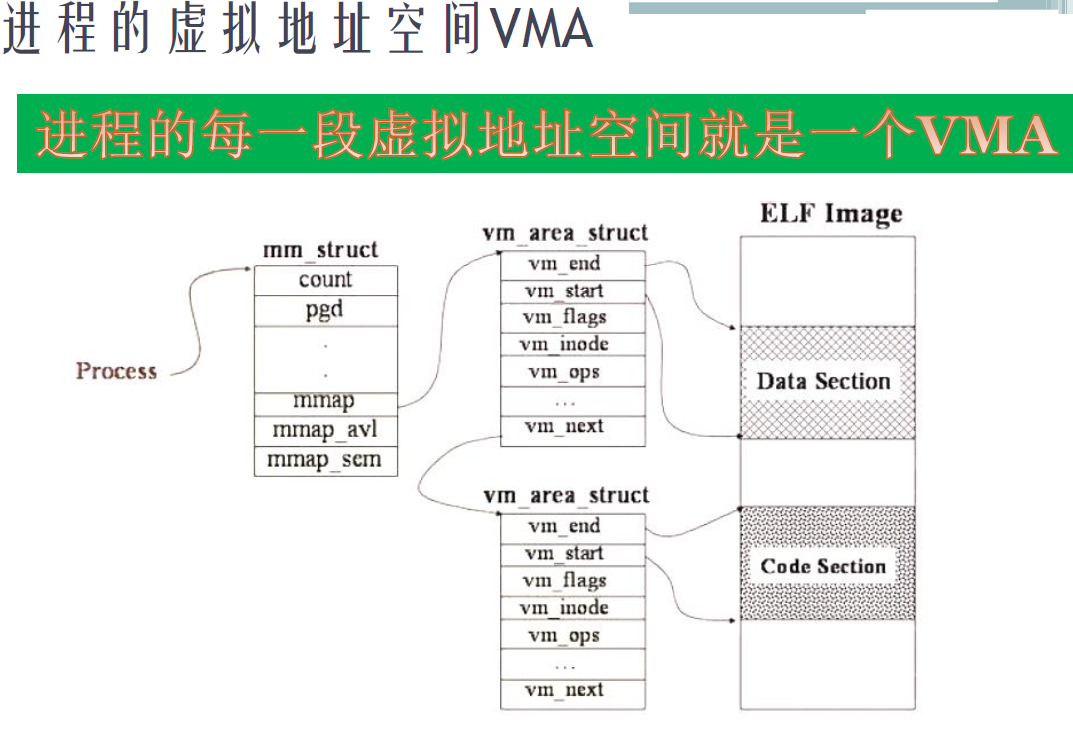 进程的虚拟地址空间VMA
进程的每一段虚拟地址空间就是一个VMA
mm_struct
count
pgd
.
.
mmap
mmap_avl
mmap_sem
Process
vm_area_struct
vm_end
vm_start
vm_flags
vm_inode
vm_ops
...
vm_next
vm_area_struct
vm_end
vm_start
vm_flags
vm_inode
vm_ops
...
vm_next
ELF Image
Data Section
Code Section